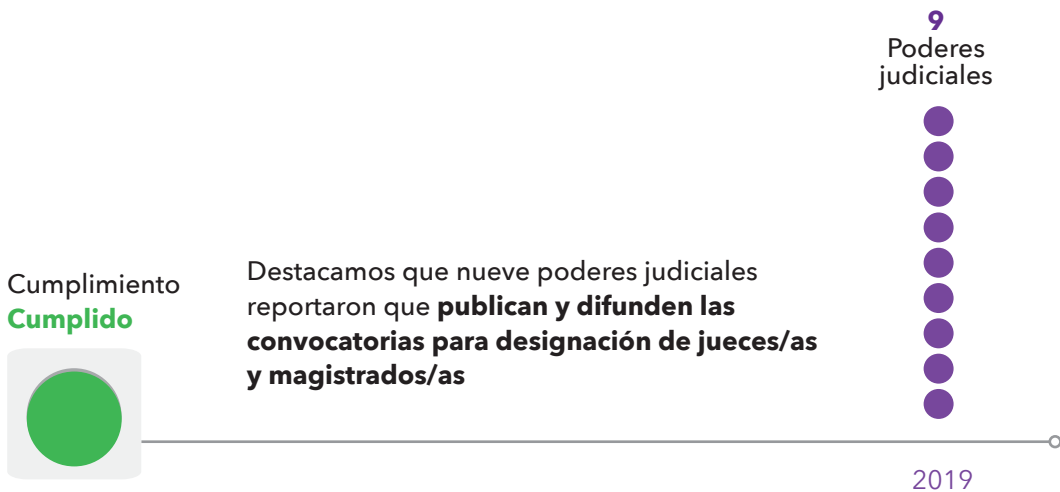 9
Poderes
judiciales
Cumplimiento
Cumplido
Destacamos que nueve poderes judiciales
reportaron que publican y difunden las
convocatorias para designación de jueces/as
y magistrados/as
2019